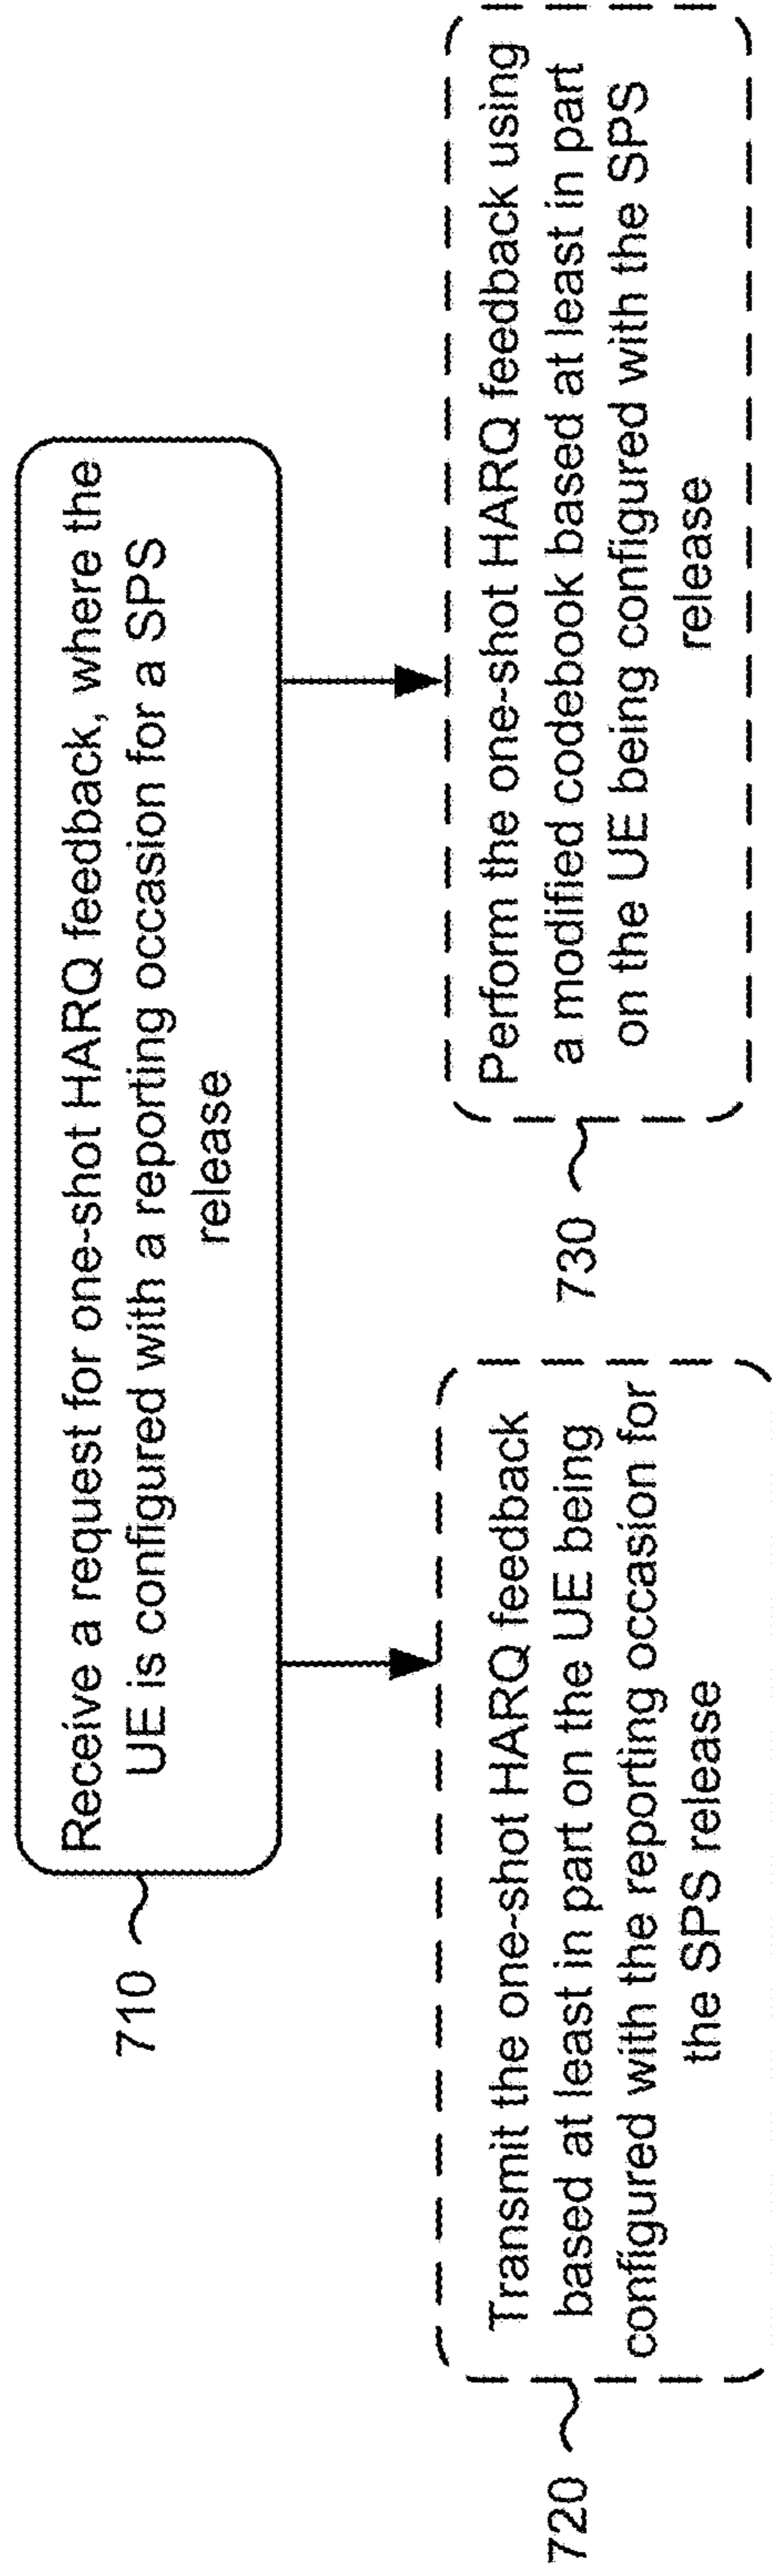 710
Receive a request for one-shot HARQ feedback, where the
UE is configured with a reporting occasion for a SPS
release
720
Transmit the one-shot HARQ feedback
based at least in part on the UE being
configured with the reporting occasion for
the SPS release
730
Perform the one-shot HARQ feedback using
a modified codebook based at least in part
on the UE being configured with the SPS
release